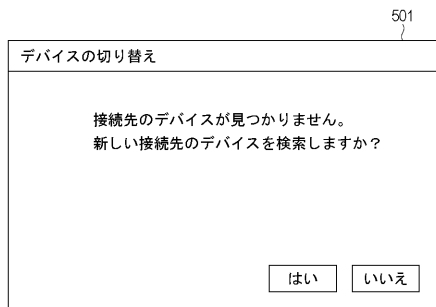 501
デバイスの切り替え
接続先のデバイスが見つかりません。
新しい接続先のデバイスを検索しますか？
はい
いいえ